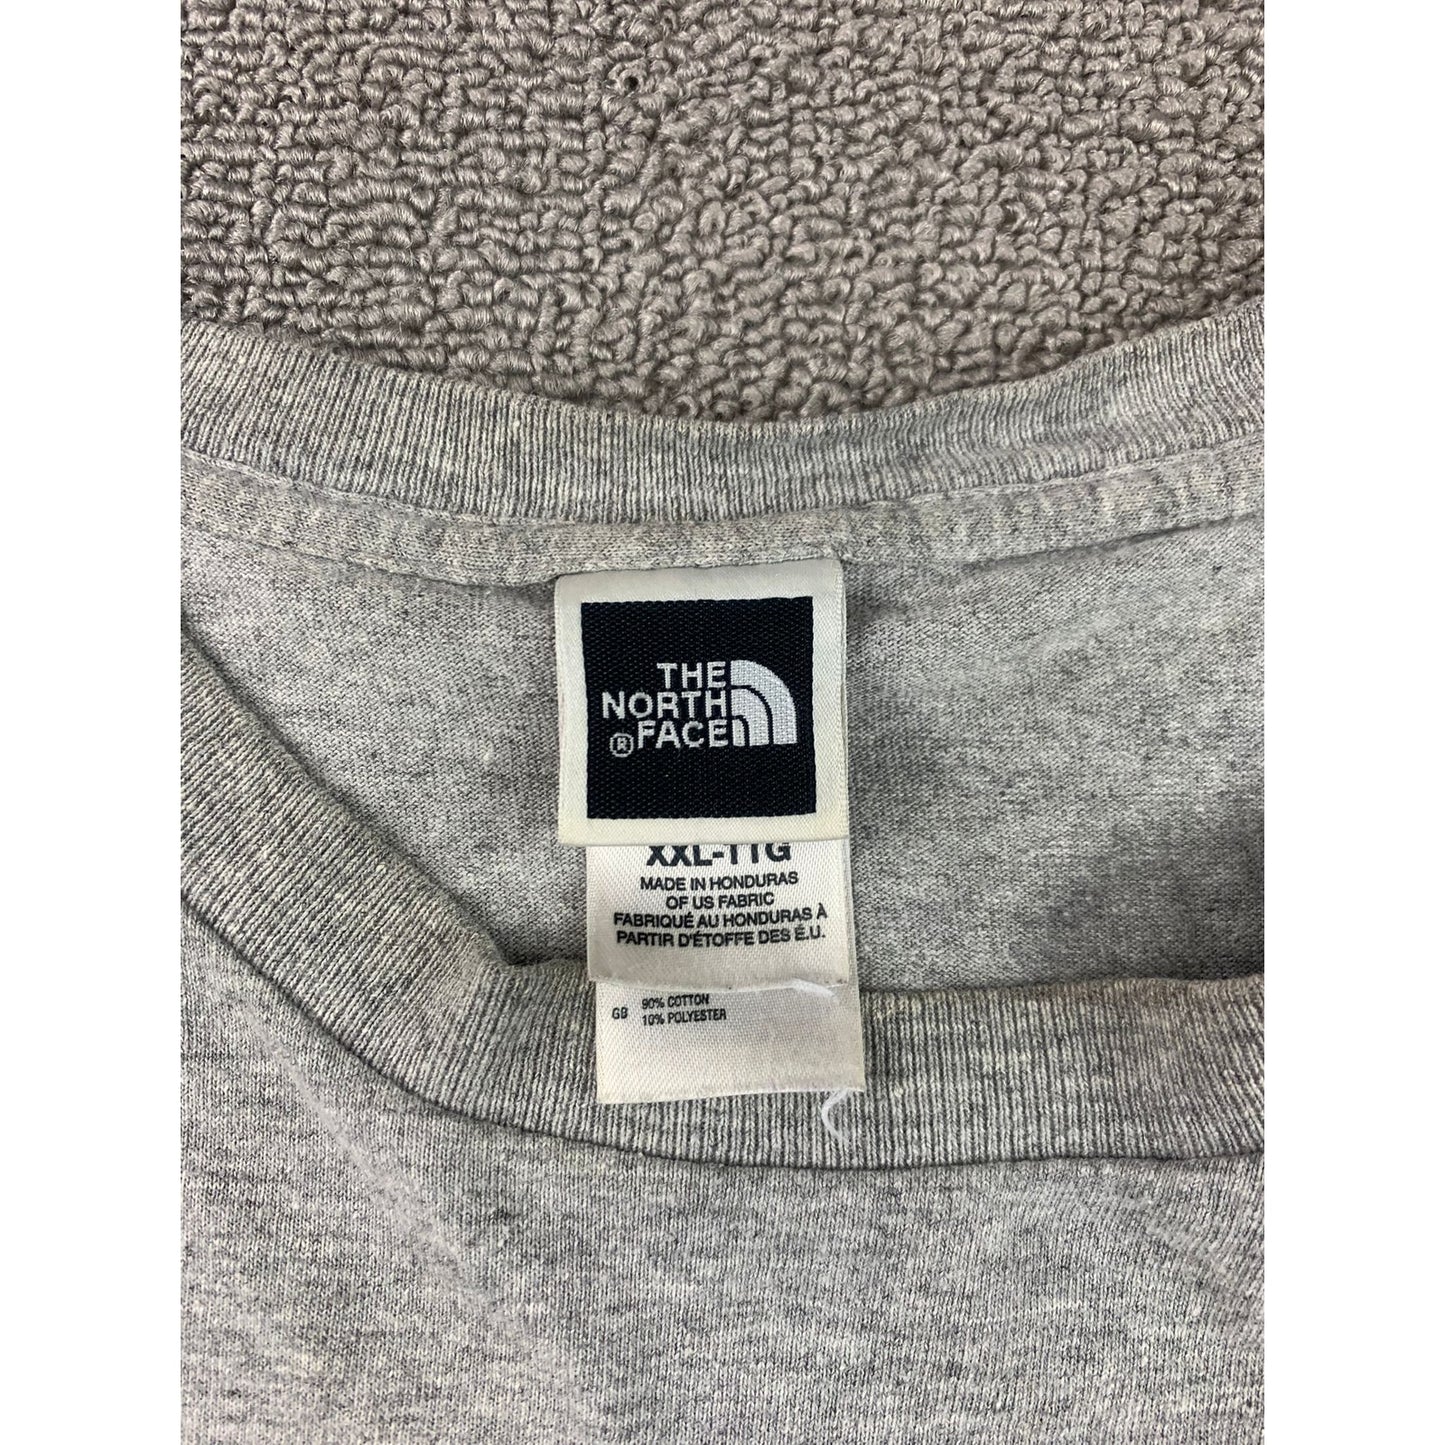 THE
NORTH
® FACE
XXL-TTG
MADE IN HONDURAS
OF US FABRIC
FABRIQUÉ AU HONDURAS À
PARTIR D'ÉTOFFE DES É.U.
GB 90% COTTON
10% POLYESTER